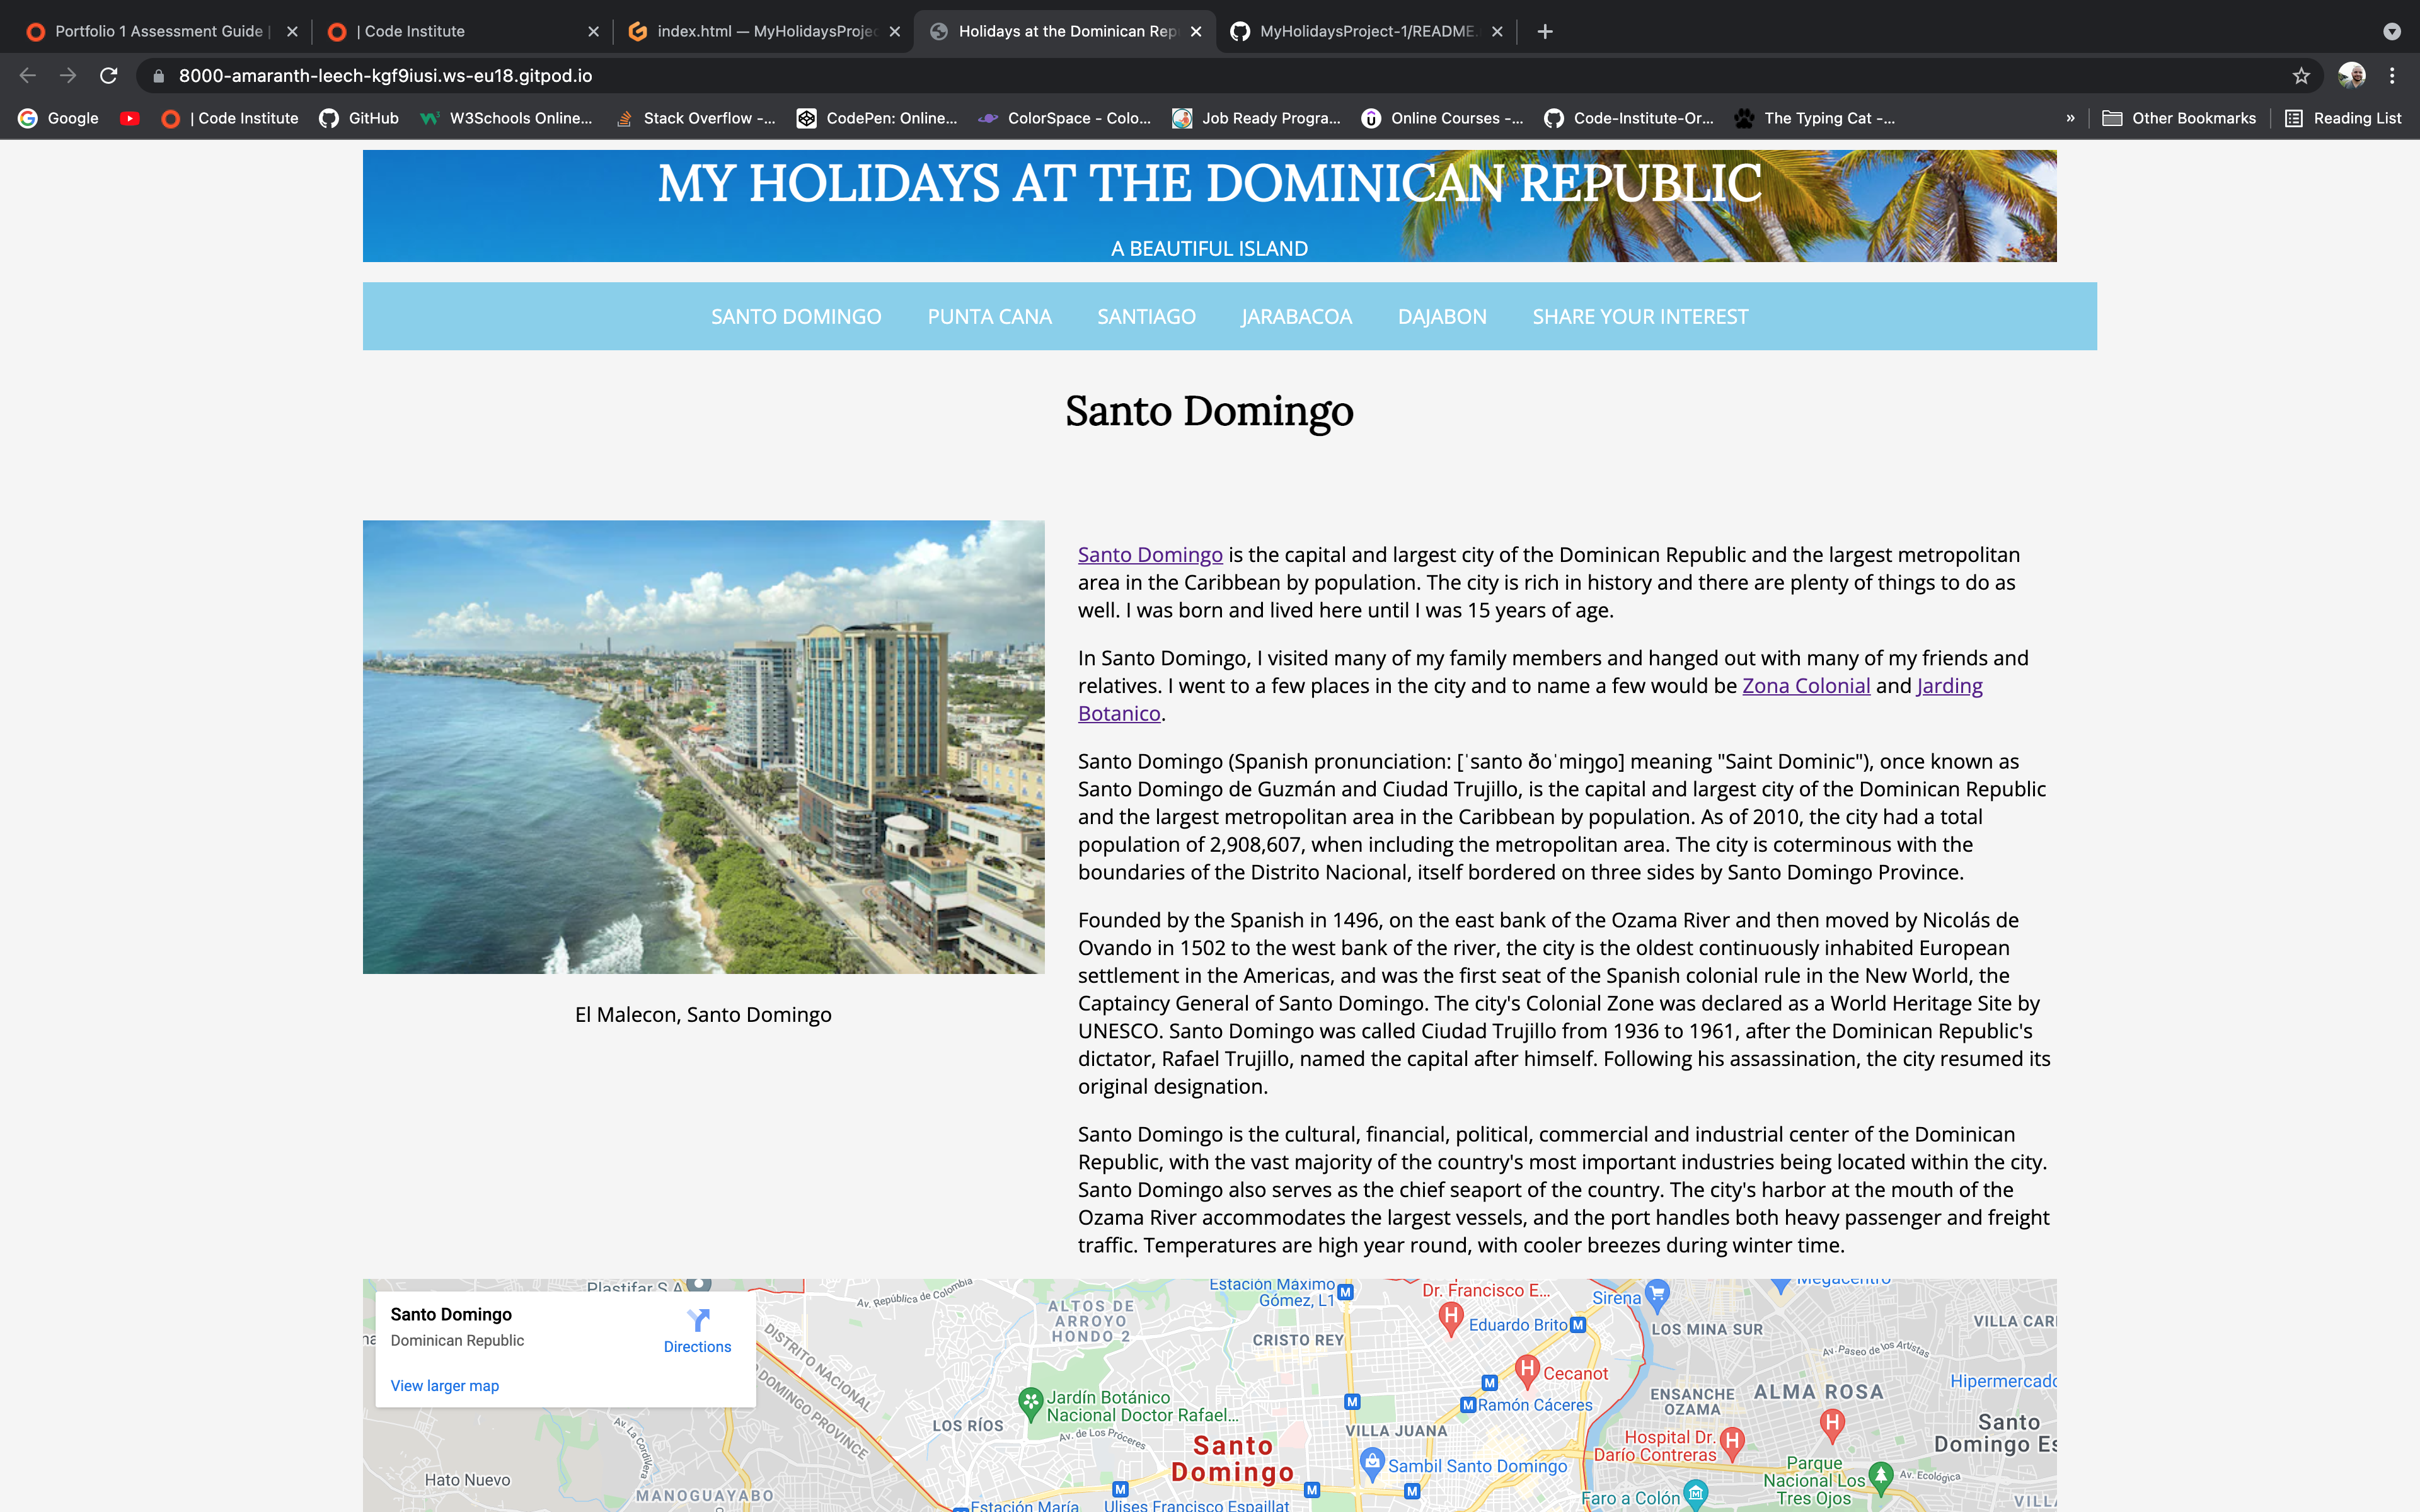 Portfolio 1 Assessment Guide |
| Code Institute
index.html — MyHolidaysProjec
Holidays at the Dominican Rep
MyHolidaysProject-1/README.
8000-amaranth-leech-kgf9iusi.ws-eu18.gitpod.io
Google
| Code Institute
GitHub
W3Schools Online...
Stack Overflow -...
CodePen: Online...
ColorSpace - Colo...
Job Ready Progra...
Online Courses -...
Code-Institute-Or...
The Typing Cat -...
»
Other Bookmarks
Reading List
MY HOLIDAYS AT THE DOMINICAN REPUBLIC
A BEAUTIFUL ISLAND
SANTO DOMINGO PUNTA CANA SANTIAGO JARABACOA DAJABON SHARE YOUR INTEREST
Santo Domingo
Santo Domingo is the capital and largest city of the Dominican Republic and the largest metropolitan
area in the Caribbean by population. The city is rich in history and there are plenty of things to do as
well. I was born and lived here until I was 15 years of age.
In Santo Domingo, I visited many of my family members and hanged out with many of my friends and
relatives. I went to a few places in the city and to name a few would be Zona Colonial and Jarding
Botanico.
Santo Domingo (Spanish pronunciation: [ˈsanto ðoˈmiŋɡo] meaning "Saint Dominic"), once known as
Santo Domingo de Guzmán and Ciudad Trujillo, is the capital and largest city of the Dominican Republic
and the largest metropolitan area in the Caribbean by population. As of 2010, the city had a total
population of 2,908,607, when including the metropolitan area. The city is coterminous with the
boundaries of the Distrito Nacional, itself bordered on three sides by Santo Domingo Province.
Founded by the Spanish in 1496, on the east bank of the Ozama River and then moved by Nicolás de
Ovando in 1502 to the west bank of the river, the city is the oldest continuously inhabited European
settlement in the Americas, and was the first seat of the Spanish colonial rule in the New World, the
Captaincy General of Santo Domingo. The city's Colonial Zone was declared as a World Heritage Site by
UNESCO. Santo Domingo was called Ciudad Trujillo from 1936 to 1961, after the Dominican Republic's
dictator, Rafael Trujillo, named the capital after himself. Following his assassination, the city resumed its
original designation.
Santo Domingo is the cultural, financial, political, commercial and industrial center of the Dominican
Republic, with the vast majority of the country's most important industries being located within the city.
Santo Domingo also serves as the chief seaport of the country. The city's harbor at the mouth of the
Ozama River accommodates the largest vessels, and the port handles both heavy passenger and freight
traffic. Temperatures are high year round, with cooler breezes during winter time.
El Malecon, Santo Domingo
Santo Domingo
Dominican Republic
Directions
View larger map
Plastifar S.A
Av. República de Colombia
ALTOS DE
ARROYO
HONDO 2
Estación Máximo
Gómez, L1
CRISTO REY
Dr. Francisco E...
Eduardo Brito
Sirena
Megacentro
LOS MINA SUR
VILLA CAR
Av. Paseo de los Artistas
DISTRITO NACIONAL
DOMINGO PROVINCE
Cecanot
Ramón Cáceres
ENSANCHE
OZAMA
ALMA ROSA
Hipermercado
Jardín Botánico
Nacional Doctor Rafael...
LOS RÍOS
Av. de Los Próceres
Santo
Domingo
VILLA JUANA
Sambil Santo Domingo
Hospital Dr.
Darío Contreras
Santo
Domingo Es
Parque
Nacional Los
Tres Ojos
Av. Ecológica
Av. La Cordillera
Hato Nuevo
MANOGUAYABO
Estación María
Ulises Francisco Espaillat
Faro a Colón
VILLA